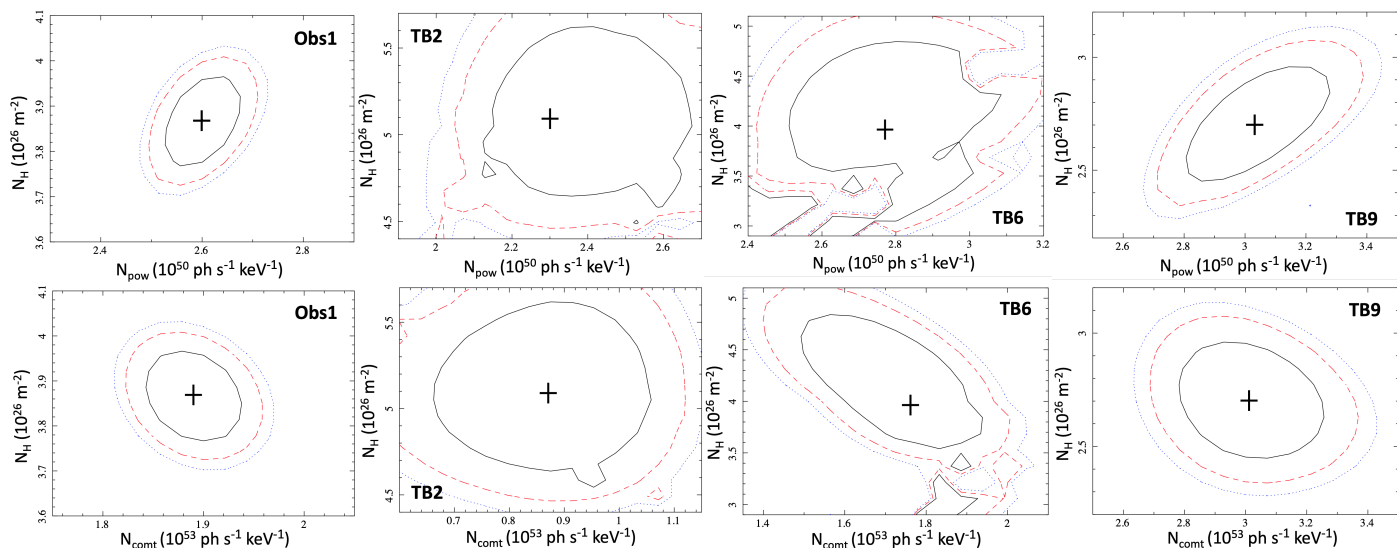 Obs1
4.1
4
3.9
3.8
3.7
3.6
N_H (10^26 m^-2)
2.4 2.6 2.8
N_pow (10^50 ph s^-1 keV^-1)
TB2
5.5
5
4.5
N_H (10^26 m^-2)
2 2.2 2.4 2.6
N_pow (10^50 ph s^-1 keV^-1)
TB6
5
4.5
4
3.5
3
N_H (10^26 m^-2)
2.4 2.6 2.8 3 3.2
N_pow (10^50 ph s^-1 keV^-1)
TB9
3
2.5
N_H (10^26 m^-2)
2.6 2.8 3 3.2 3.4
N_pow (10^50 ph s^-1 keV^-1)
Obs1
4.1
4
3.9
3.8
3.7
3.6
N_H (10^26 m^-2)
1.8 1.9 2
N_comt (10^53 ph s^-1 keV^-1)
TB2
5.5
5
4.5
N_H (10^26 m^-2)
0.7 0.8 0.9 1 1.1
N_comt (10^53 ph s^-1 keV^-1)
TB6
5
4.5
4
3.5
3
N_H (10^26 m^-2)
1.4 1.6 1.8 2
N_comt (10^53 ph s^-1 keV^-1)
TB9
3
2.5
N_H (10^26 m^-2)
2.6 2.8 3 3.2 3.4
N_comt (10^53 ph s^-1 keV^-1)